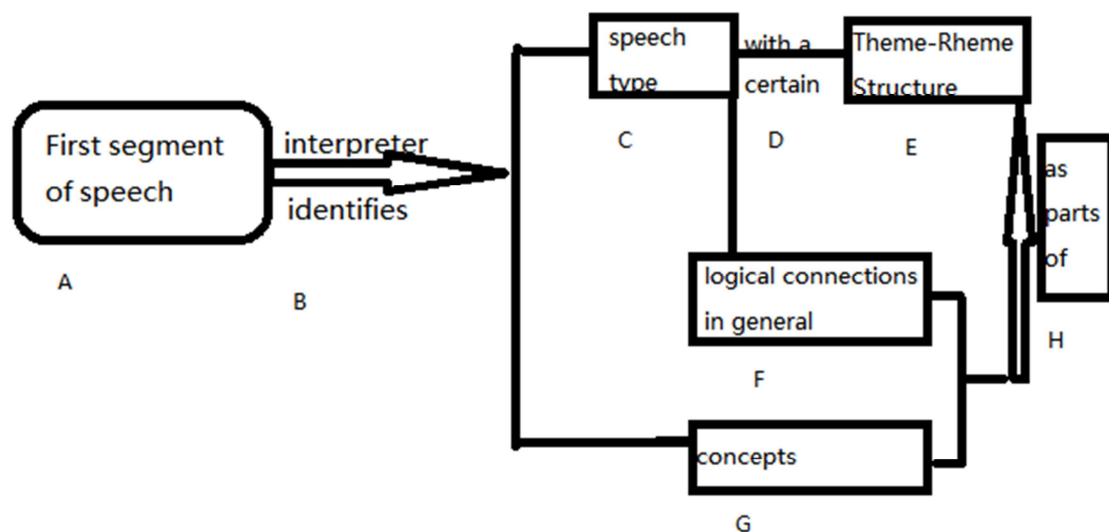 First segment
of speech
A
interpreter
identifies
B
speech
type
C
with a
certain
D
Theme-Rheme
Structure
E
logical connections
in general
F
concepts
G
as
parts
of
H